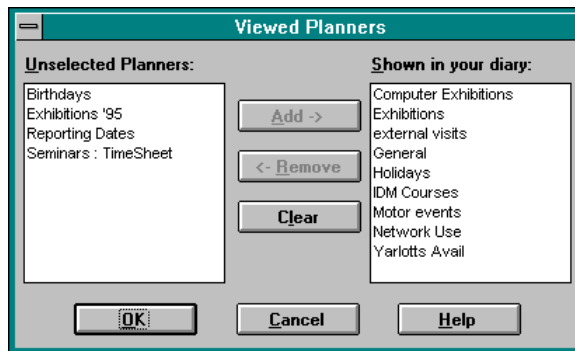 Viewed Planners
Unselected Planners:
Birthdays
Exhibitions '95
Reporting Dates
Seminars : TimeSheet
Add ->
<- Remove
Clear
Shown in your diary:
Computer Exhibitions
Exhibitions
external visits
General
Holidays
IDM Courses
Motor events
Network Use
Yarlotts Avail
OK
Cancel
Help